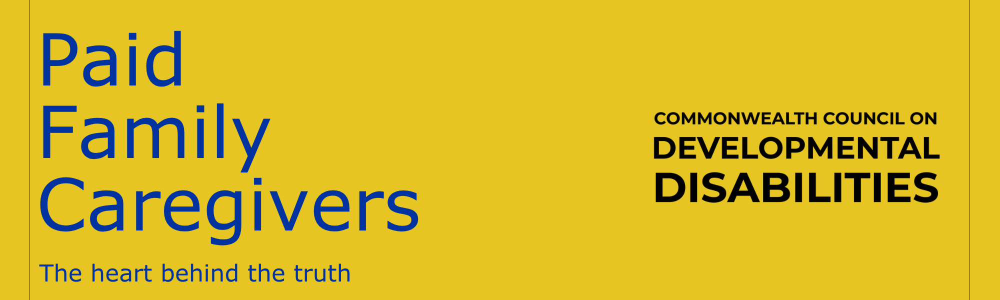 Paid
Family
Caregivers
The heart behind the truth
COMMONWEALTH COUNCIL ON
DEVELOPMENTAL
DISABILITIES